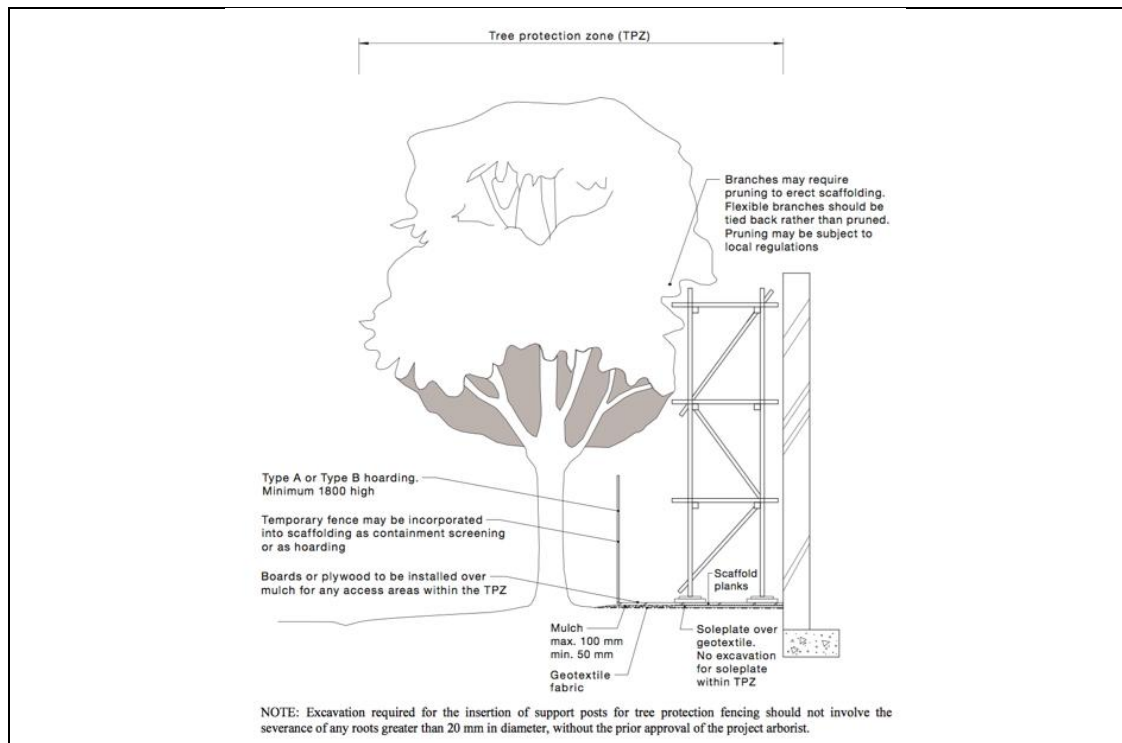 Tree protection zone (TPZ)
Branches may require
pruning to erect scaffolding.
Flexible branches should be
tied back rather than pruned.
Pruning may be subject to
local regulations
Type A or Type B hoarding.
Minimum 1800 high
Temporary fence may be incorporated
into scaffolding as containment screening
or as hoarding
Boards or plywood to be installed over
mulch for any access areas within the TPZ
Scaffold
planks
Mulch
max. 100 mm
min. 50 mm
Geotextile
fabric
Soleplate over
geotextile.
No excavation
for soleplate
within TPZ
NOTE: Excavation required for the insertion of support posts for tree protection fencing should not involve the
severance of any roots greater than 20 mm in diameter, without the prior approval of the project arborist.